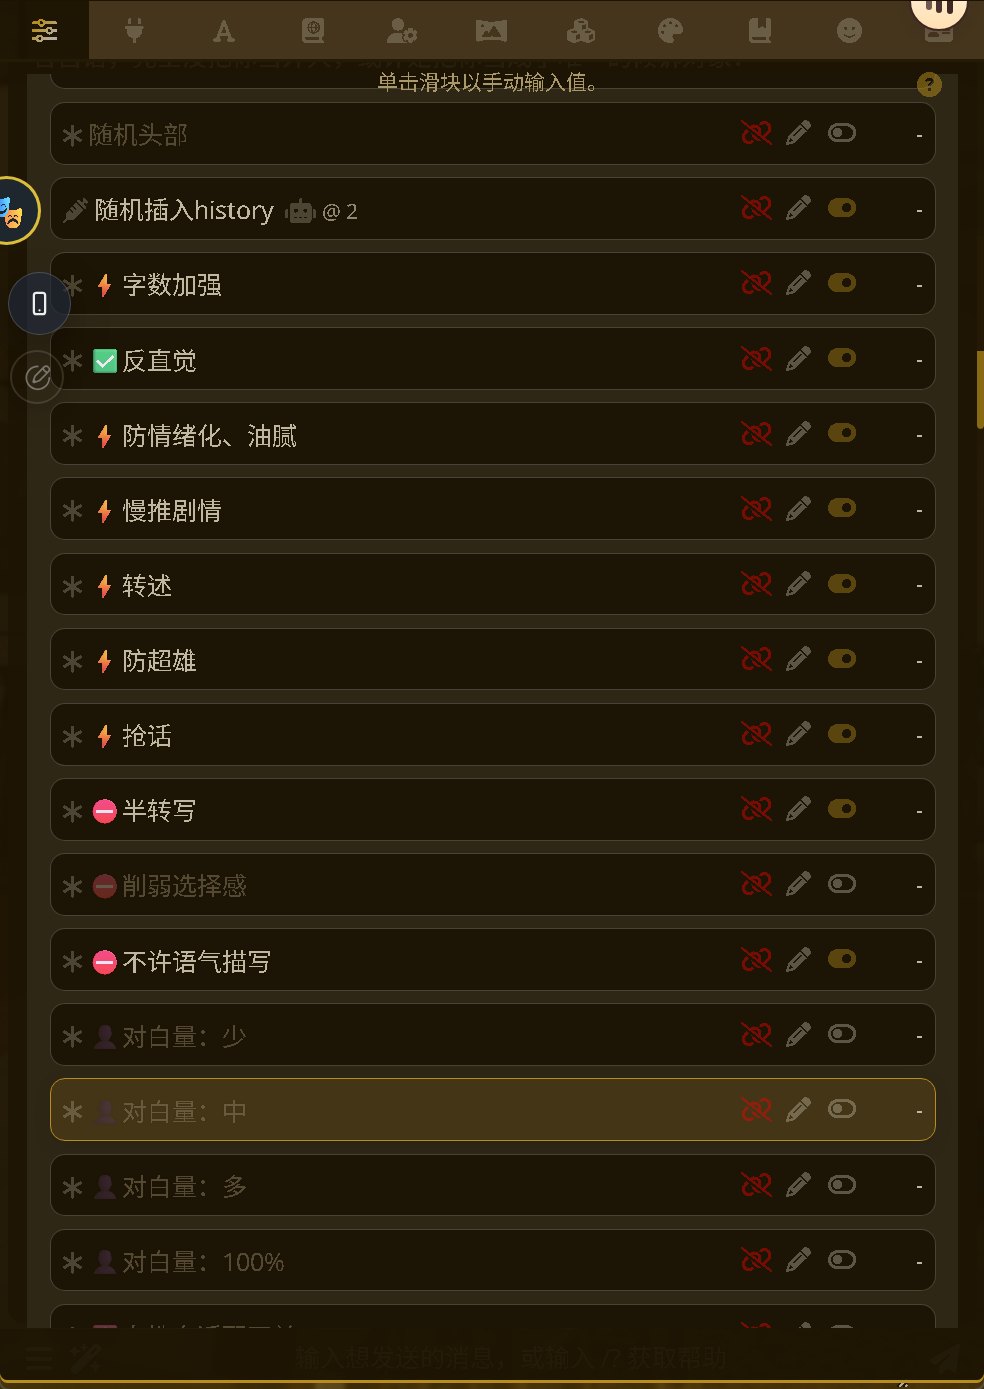 单击滑块以手动输入值。
随机头部
随机插入history @ 2
字数加强
反直觉
防情绪化、油腻
慢推剧情
转述
防超雄
抢话
半转写
削弱选择感
不许语气描写
对白量：少
对白量：中
对白量：多
对白量：100%
输入想发送的消息，或输入 /? 获取帮助